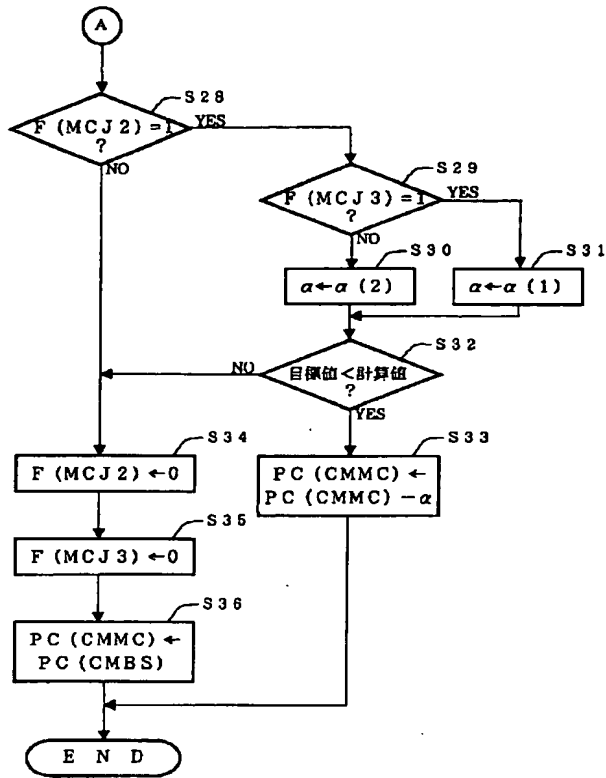 A
S28
F(MCJ2)=1
?
YES
NO
S29
F(MCJ3)=1
?
YES
NO
S30
α←α(2)
S31
α←α(1)
S32
目標値<計算値
?
NO
YES
S33
PC(CMMC)←
PC(CMMC)-α
S34
F(MCJ2)←0
S35
F(MCJ3)←0
S36
PC(CMMC)←
PC(CMBS)
END